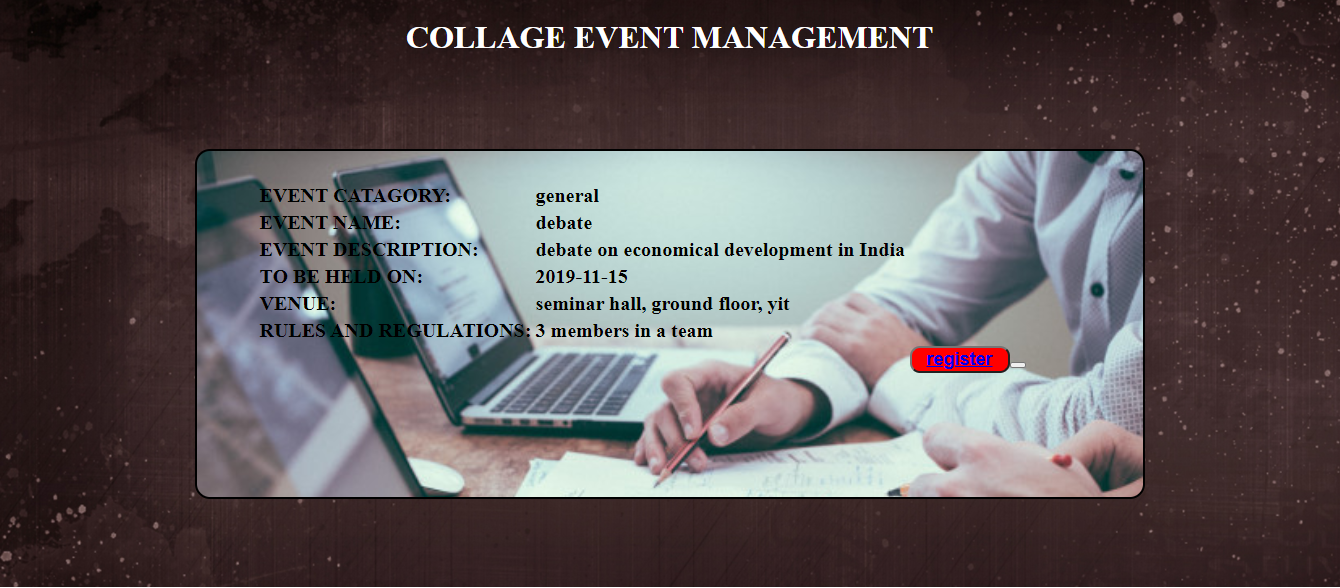 COLLAGE EVENT MANAGEMENT
EVENT CATAGORY: general
EVENT NAME: debate
EVENT DESCRIPTION: debate on economical development in India
TO BE HELD ON: 2019-11-15
VENUE: seminar hall, ground floor, yit
RULES AND REGULATIONS: 3 members in a team
register